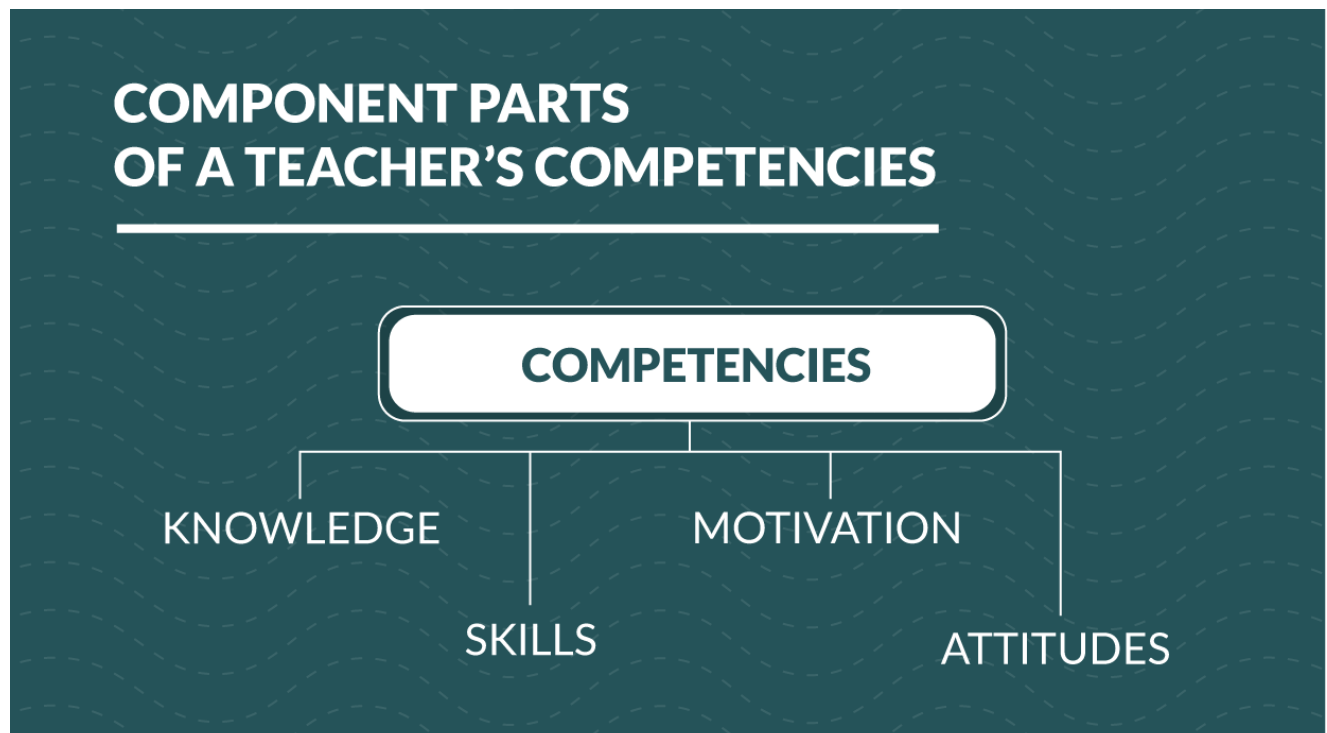 COMPONENT PARTS
OF A TEACHER’S COMPETENCIES
COMPETENCIES
KNOWLEDGE
MOTIVATION
SKILLS
ATTITUDES